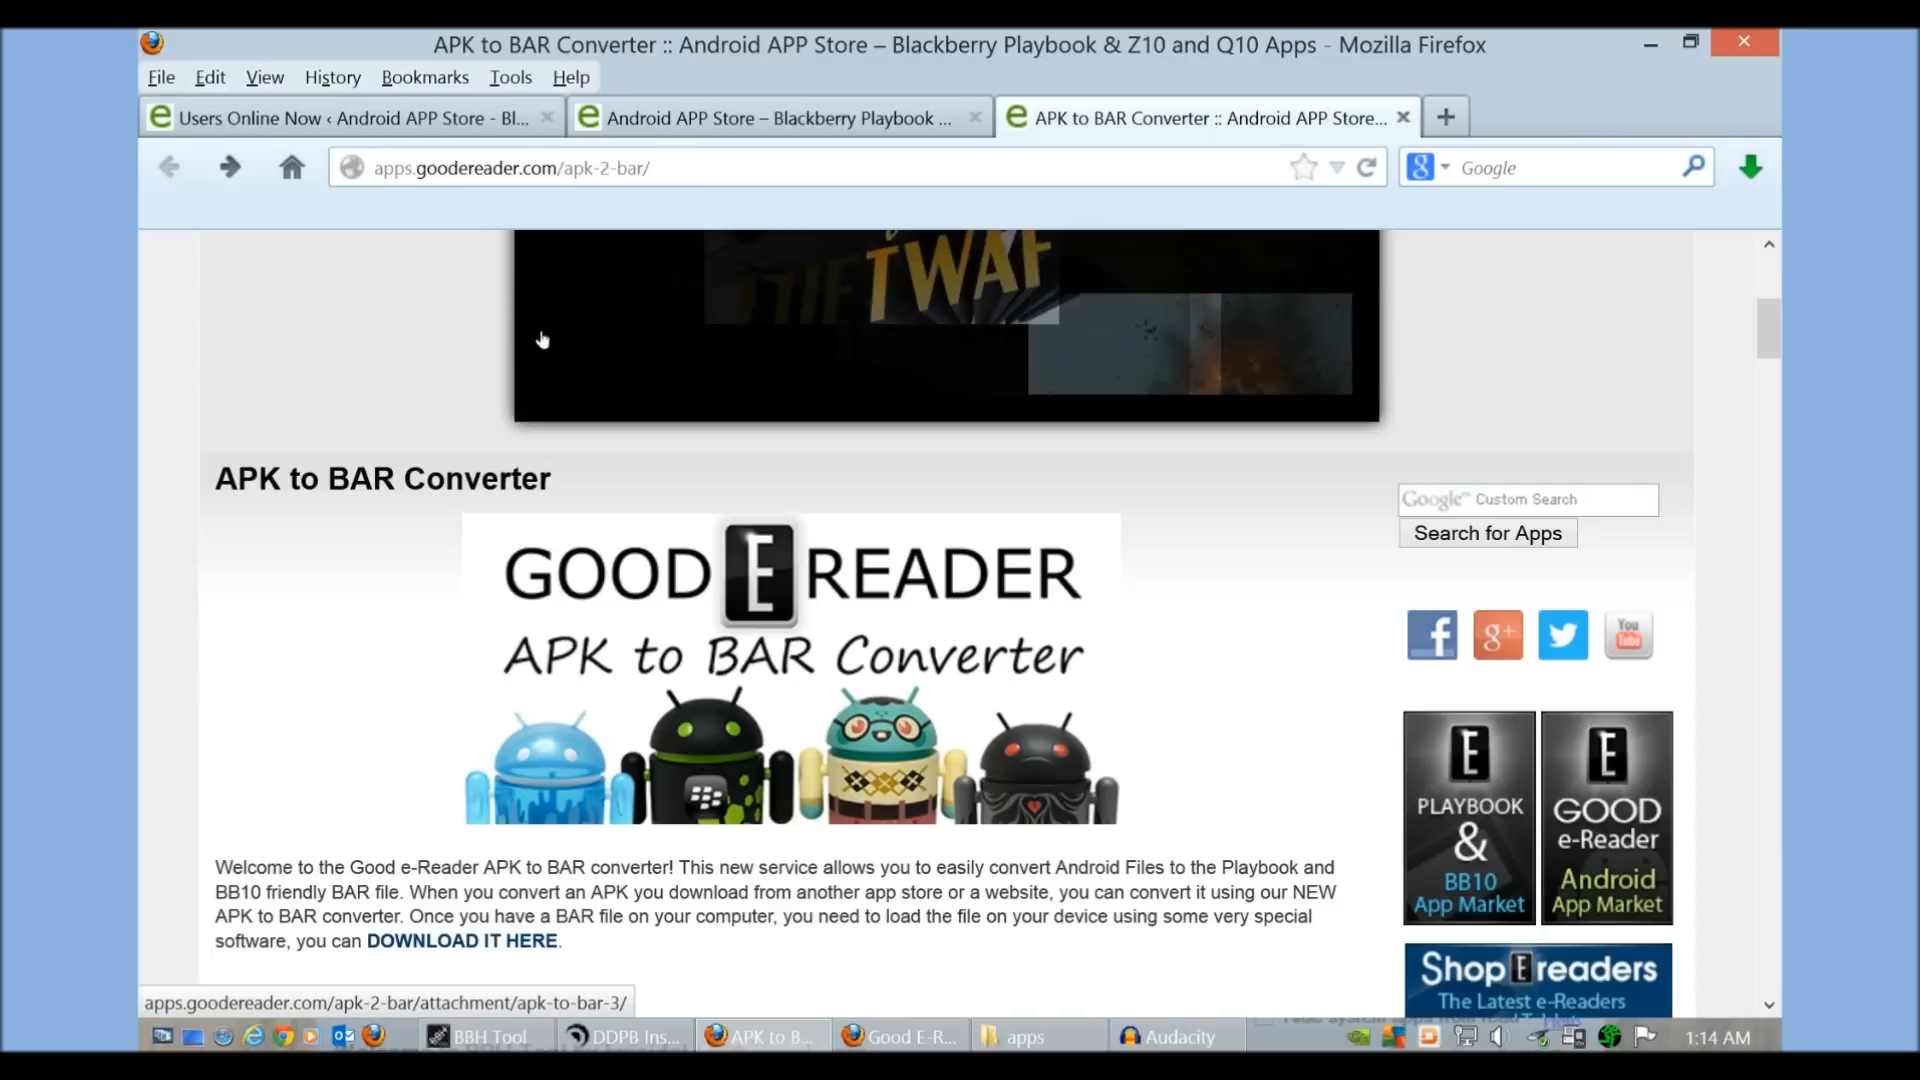 APK to BAR Converter :: Android APP Store – Blackberry Playbook & Z10 and Q10 Apps - Mozilla Firefox
File Edit View History Bookmarks Tools Help
Users Online Now ‹ Android APP Store - Bl...
Android APP Store – Blackberry Playbook ...
APK to BAR Converter :: Android APP Store...
apps.goodereader.com/apk-2-bar/
Google
TWAF
APK to BAR Converter
Google™ Custom Search
Search for Apps
GOOD E READER
APK to BAR Converter
You
Tube
E
PLAYBOOK
&
BB10
App Market
E
GOOD
e-Reader
Android
App Market
Welcome to the Good e-Reader APK to BAR converter! This new service allows you to easily convert Android Files to the Playbook and
BB10 friendly BAR file. When you convert an APK you download from another app store or a website, you can convert it using our NEW
APK to BAR converter. Once you have a BAR file on your computer, you need to load the file on your device using some very special
software, you can DOWNLOAD IT HERE.
Shop E readers
The Latest e-Readers
apps.goodereader.com/apk-2-bar/attachment/apk-to-bar-3/
BBH Tool
DDPB Ins...
APK to B...
Good E-R...
apps
Audacity
1:14 AM